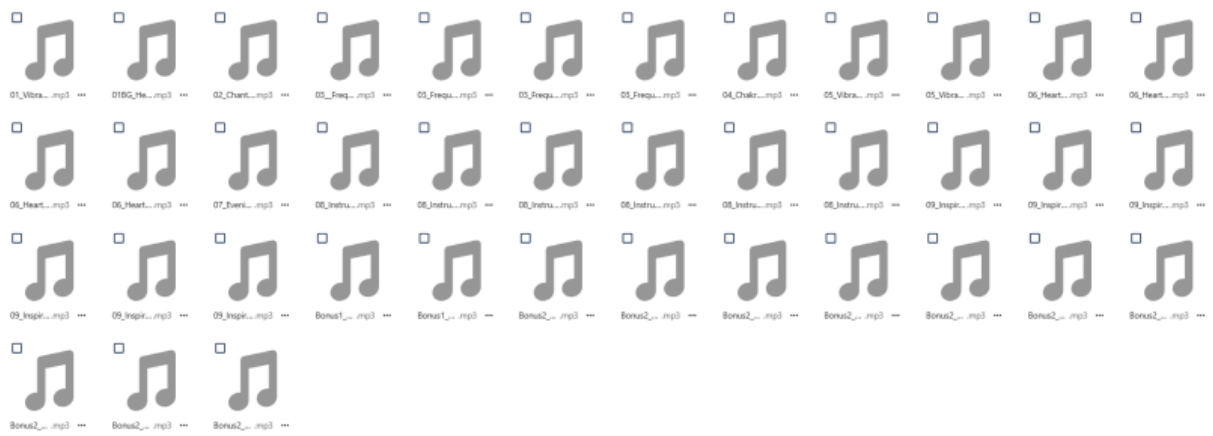 01_Vibra... .mp3 ··· 01BG_He... .mp3 ··· 02_Chant... .mp3 ··· 03__Freq... .mp3 ··· 03_Frequ... .mp3 ··· 03_Frequ... .mp3 ··· 03_Frequ... .mp3 ··· 04_Chakr... .mp3 ··· 05_Vibra... .mp3 ··· 05_Vibra... .mp3 ··· 06_Heart... .mp3 ··· 06_Heart... .mp3 ···
06_Heart... .mp3 ··· 06_Heart... .mp3 ··· 07_Eveni... .mp3 ··· 08_Instru... .mp3 ··· 08_Instru... .mp3 ··· 08_Instru... .mp3 ··· 08_Instru... .mp3 ··· 08_Instru... .mp3 ··· 08_Instru... .mp3 ··· 09_Inspir... .mp3 ··· 09_Inspir... .mp3 ··· 09_Inspir... .mp3 ···
09_Inspir... .mp3 ··· 09_Inspir... .mp3 ··· 09_Inspir... .mp3 ··· Bonus1_... .mp3 ··· Bonus1_... .mp3 ··· Bonus2_... .mp3 ··· Bonus2_... .mp3 ··· Bonus2_... .mp3 ··· Bonus2_... .mp3 ··· Bonus2_... .mp3 ··· Bonus2_... .mp3 ··· Bonus2_... .mp3 ···
Bonus2_... .mp3 ··· Bonus2_... .mp3 ··· Bonus2_... .mp3 ···